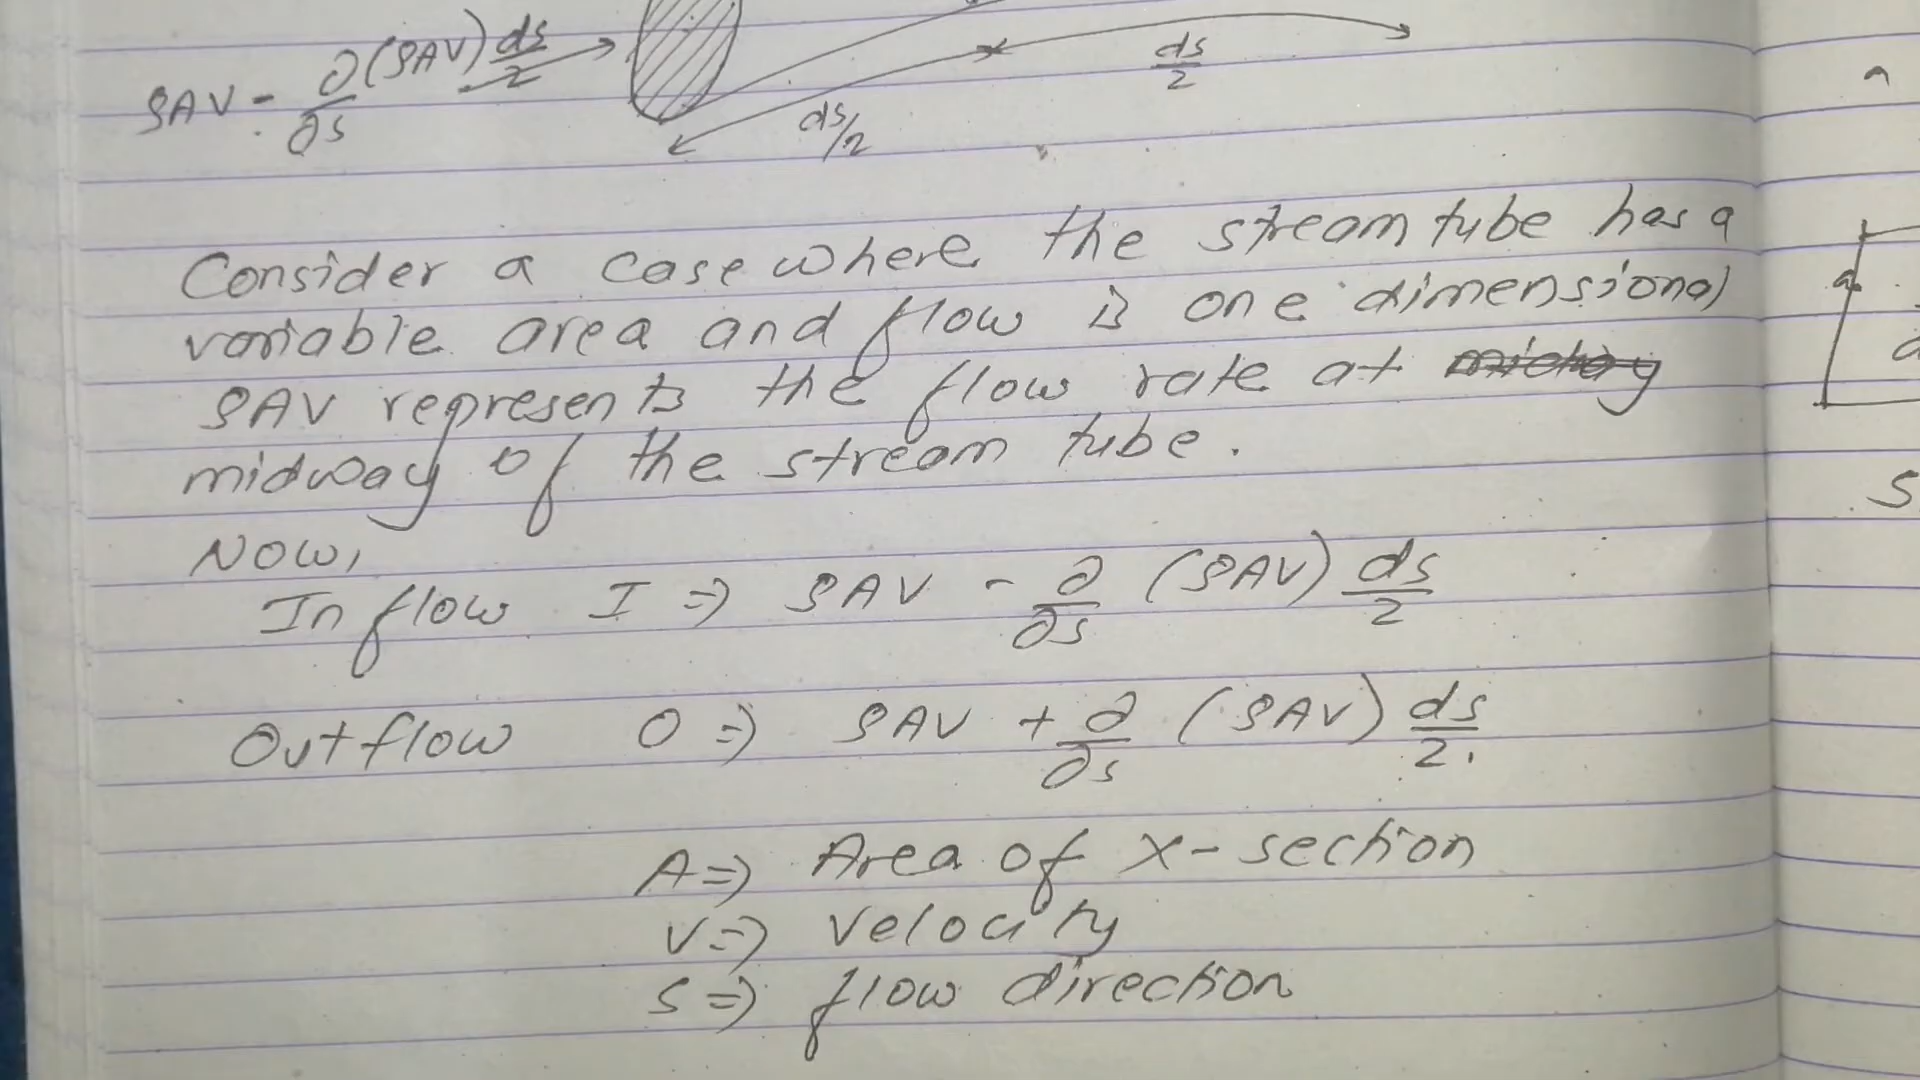 ρAV - ∂/∂s (ρAV) ds/2
ds/2
ds/2
Consider a case where the stream tube has a
variable area and flow is one dimensional
ρAV represents the flow rate at
midway of the stream tube.
Now,
Inflow I ⇒ ρAV - ∂/∂s (ρAV) ds/2
Outflow O ⇒ ρAV + ∂/∂s (ρAV) ds/2.
A ⇒ Area of X-section
V ⇒ Velocity
S ⇒ flow direction